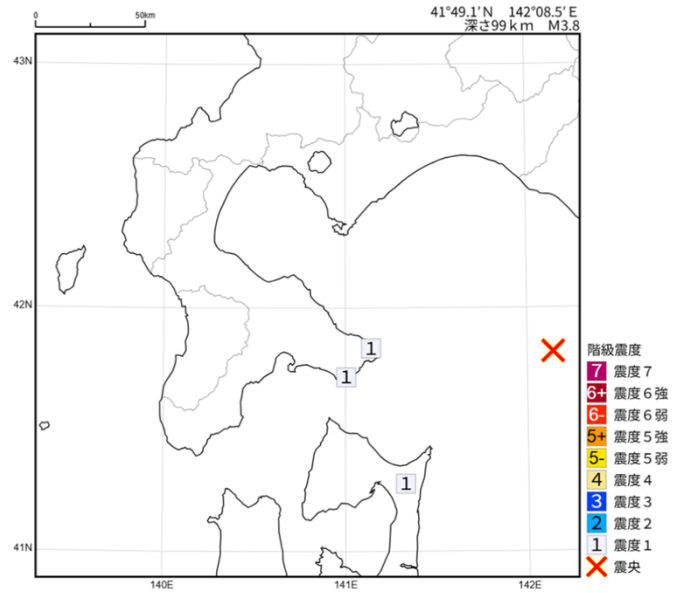 41°49.1′N 142°08.5′E
深さ99km M3.8
50km
43N
42N
41N
140E 141E 142E
1
1
1
階級震度
7 震度7
6+ 震度6強
6- 震度6弱
5+ 震度5強
5- 震度5弱
4 震度4
3 震度3
2 震度2
1 震度1
震央